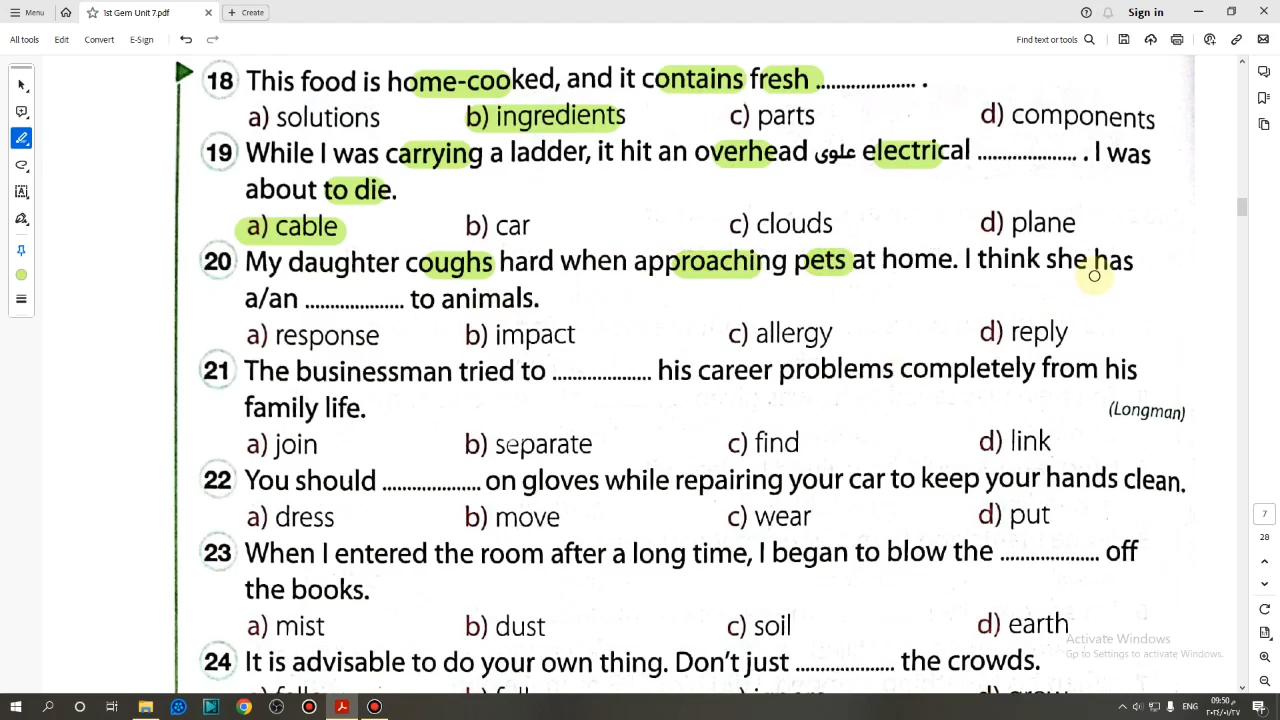 Menu
1st Gem Unit 7.pdf
Create
Sign in
All tools
Edit
Convert
E-Sign
Find text or tools
18 This food is home-cooked, and it contains fresh .................... .
a) solutions b) ingredients c) parts d) components
19 While I was carrying a ladder, it hit an overhead علوى electrical .................... . I was
about to die.
a) cable b) car c) clouds d) plane
20 My daughter coughs hard when approaching pets at home. I think she has
a/an .................... to animals.
a) response b) impact c) allergy d) reply
21 The businessman tried to .................... his career problems completely from his
family life.
(Longman)
a) join b) separate c) find d) link
22 You should .................... on gloves while repairing your car to keep your hands clean.
a) dress b) move c) wear d) put
23 When I entered the room after a long time, I began to blow the .................... off
the books.
a) mist b) dust c) soil d) earth
24 It is advisable to do your own thing. Don't just .................... the crowds.
7
28
Activate Windows
Go to Settings to activate Windows.
ENG
09:50 ص